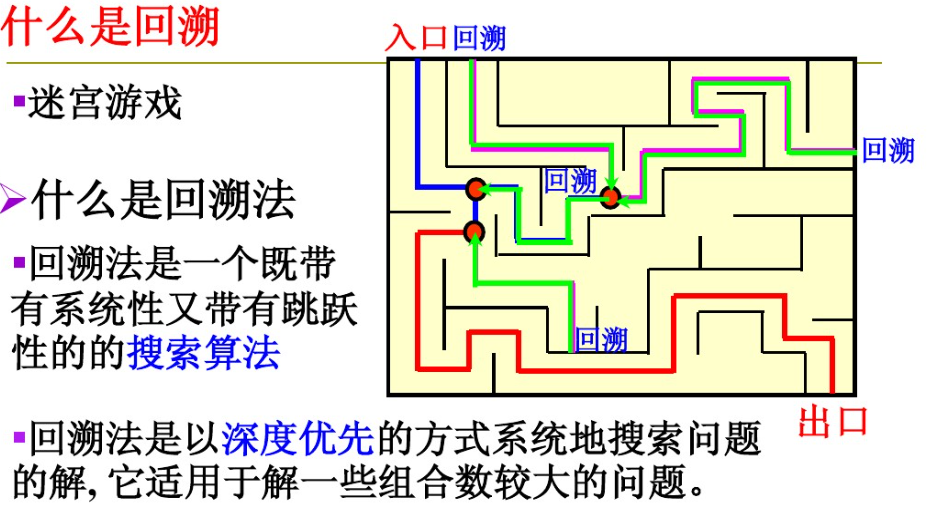 什么是回溯
入口回溯
▪迷宫游戏
回溯
回溯
➢什么是回溯法
▪回溯法是一个既带
有系统性又带有跳跃
性的的搜索算法
回溯
出口
▪回溯法是以深度优先的方式系统地搜索问题
的解, 它适用于解一些组合数较大的问题。